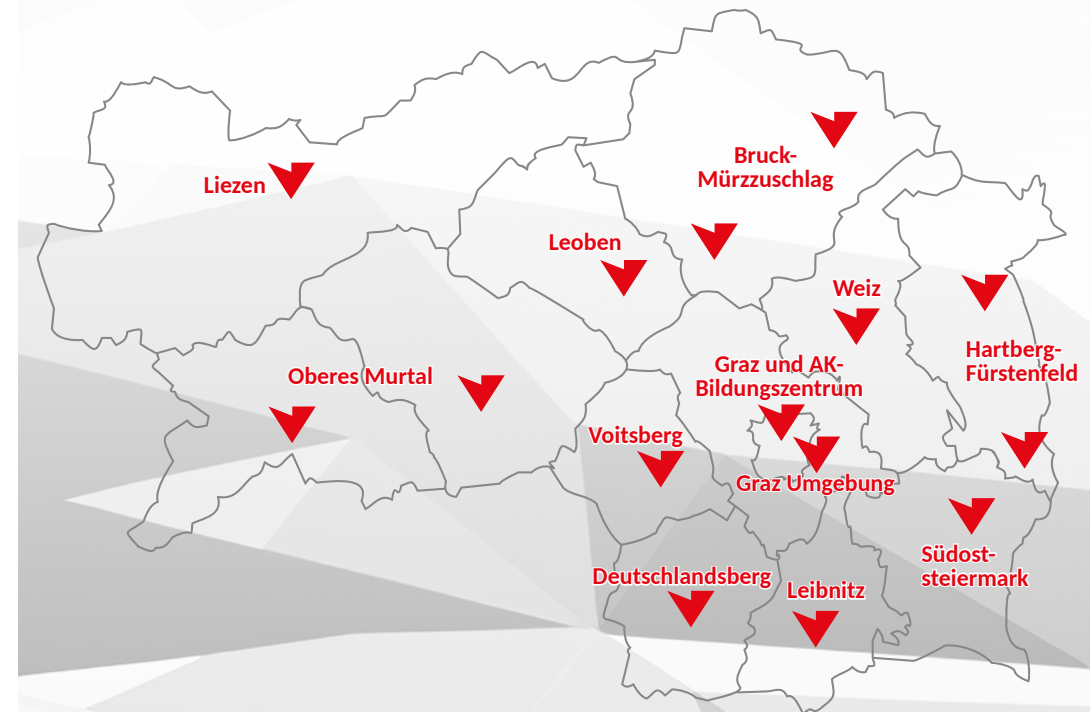 Bruck-
Mürzzuschlag
Liezen
Leoben
Weiz
Hartberg-
Fürstenfeld
Graz und AK-
Bildungszentrum
Oberes Murtal
Voitsberg
Graz Umgebung
Südost-
steiermark
Deutschlandsberg
Leibnitz